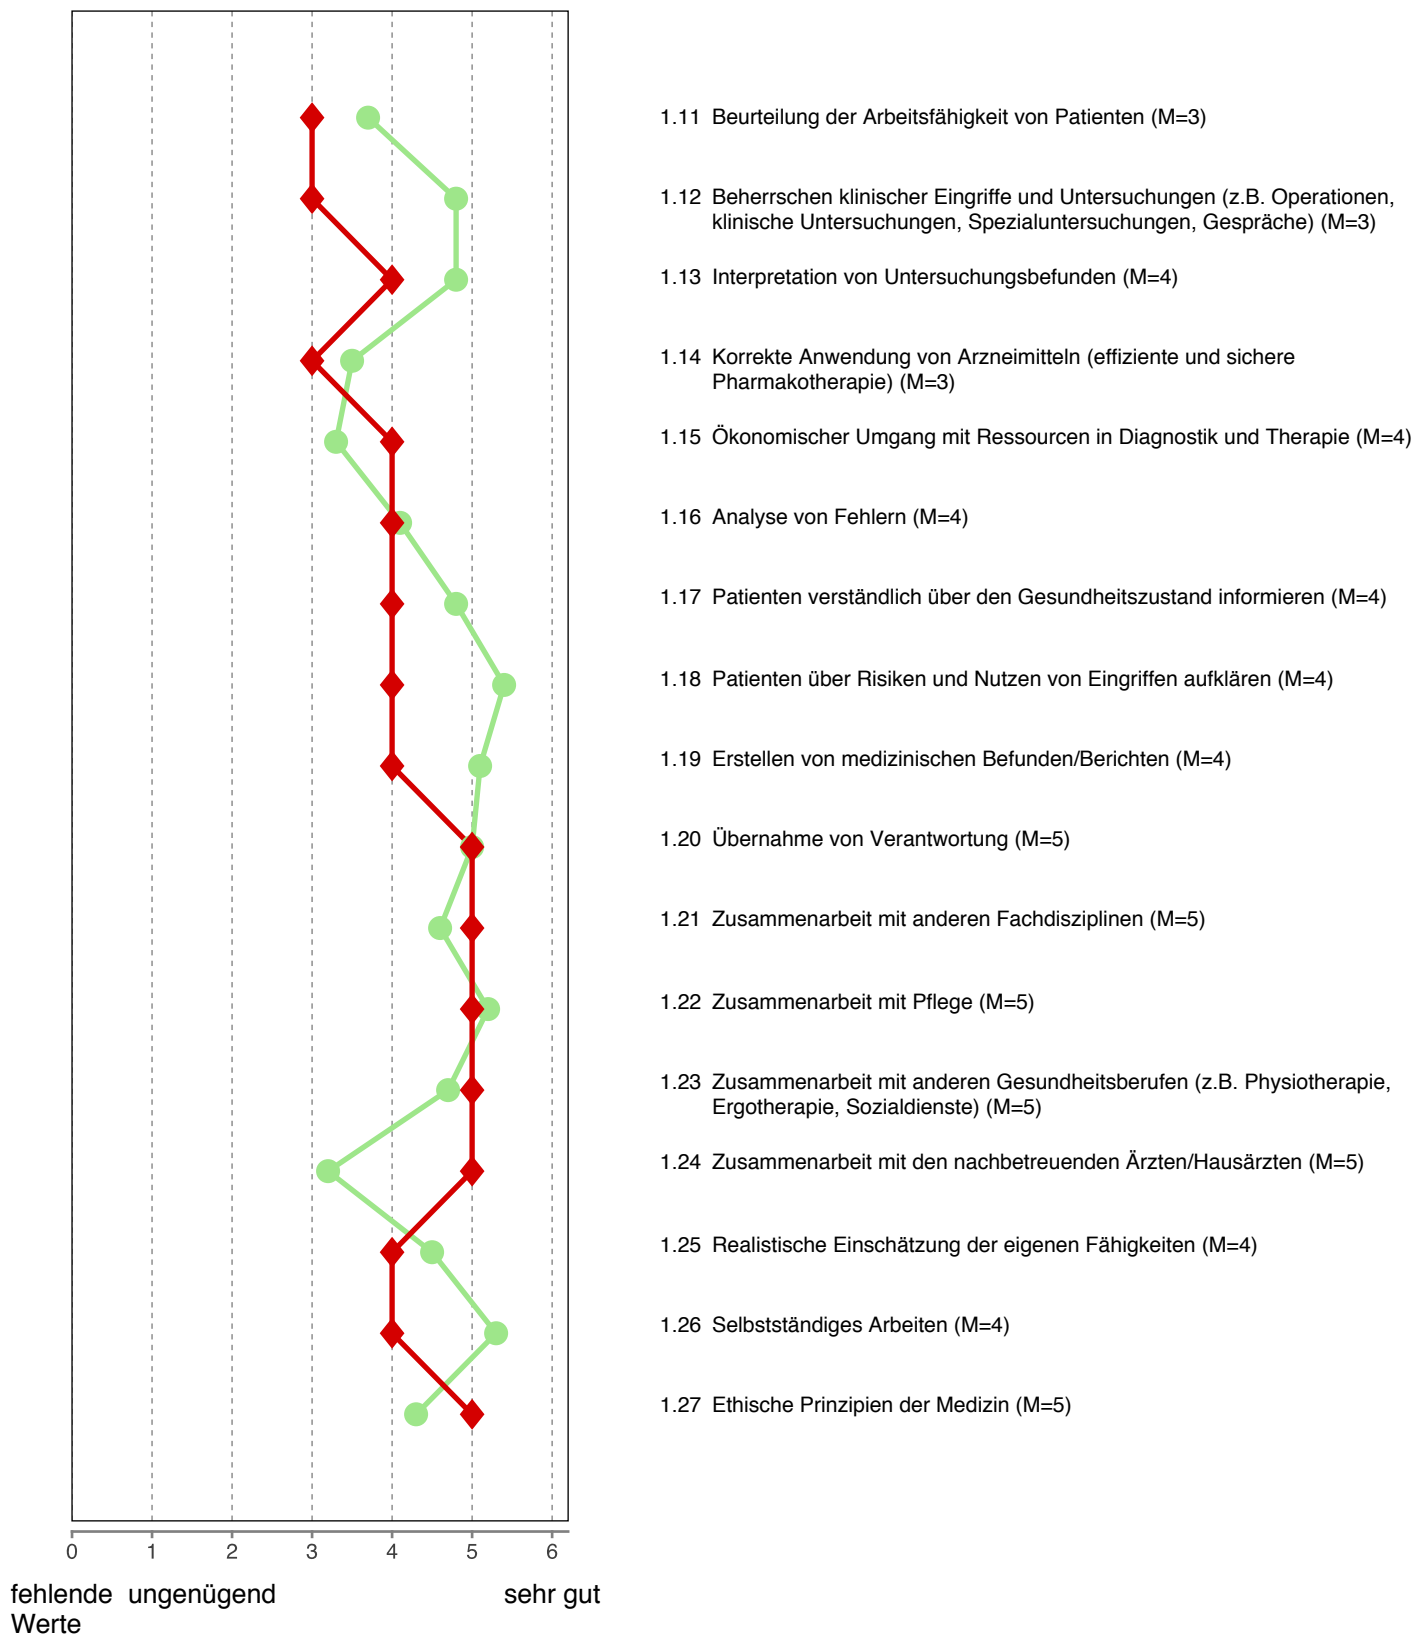 1.11 Beurteilung der Arbeitsfähigkeit von Patienten (M=3)
1.12 Beherrschen klinischer Eingriffe und Untersuchungen (z.B. Operationen,
klinische Untersuchungen, Spezialuntersuchungen, Gespräche) (M=3)
1.13 Interpretation von Untersuchungsbefunden (M=4)
1.14 Korrekte Anwendung von Arzneimitteln (effiziente und sichere
Pharmakotherapie) (M=3)
1.15 Ökonomischer Umgang mit Ressourcen in Diagnostik und Therapie (M=4)
1.16 Analyse von Fehlern (M=4)
1.17 Patienten verständlich über den Gesundheitszustand informieren (M=4)
1.18 Patienten über Risiken und Nutzen von Eingriffen aufklären (M=4)
1.19 Erstellen von medizinischen Befunden/Berichten (M=4)
1.20 Übernahme von Verantwortung (M=5)
1.21 Zusammenarbeit mit anderen Fachdisziplinen (M=5)
1.22 Zusammenarbeit mit Pflege (M=5)
1.23 Zusammenarbeit mit anderen Gesundheitsberufen (z.B. Physiotherapie,
Ergotherapie, Sozialdienste) (M=5)
1.24 Zusammenarbeit mit den nachbetreuenden Ärzten/Hausärzten (M=5)
1.25 Realistische Einschätzung der eigenen Fähigkeiten (M=4)
1.26 Selbstständiges Arbeiten (M=4)
1.27 Ethische Prinzipien der Medizin (M=5)
0 1 2 3 4 5 6
fehlende ungenügend sehr gut
Werte